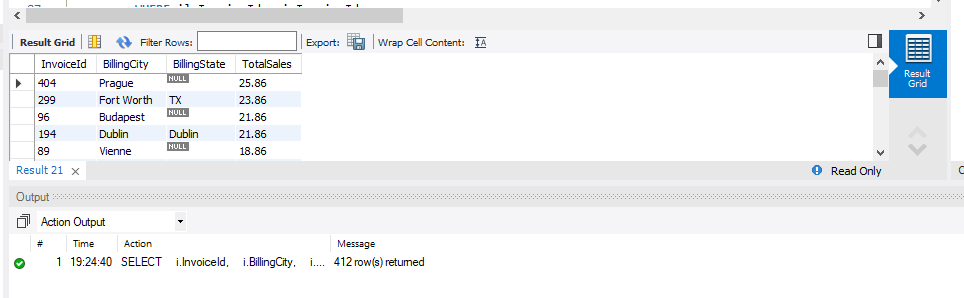 Result Grid Filter Rows: Export: Wrap Cell Content:
InvoiceId BillingCity BillingState TotalSales
404 Prague NULL 25.86
299 Fort Worth TX 23.86
96 Budapest NULL 21.86
194 Dublin Dublin 21.86
89 Vienne NULL 18.86
Result
Grid
Result 21 Read Only
Output
Action Output
# Time Action Message
1 19:24:40 SELECT i.InvoiceId, i.BillingCity, i.... 412 row(s) returned